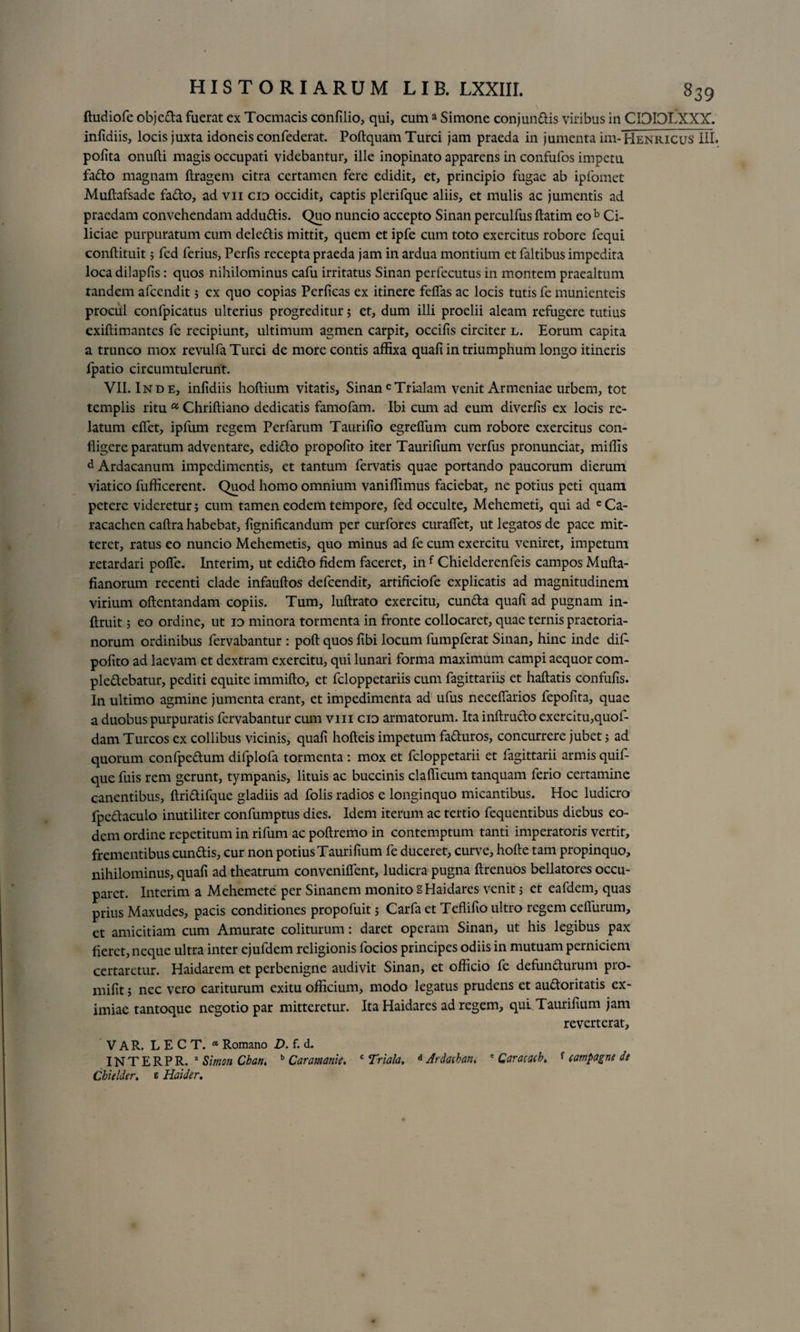 HISTORIARUM LIB. LXXIII. 839
ſtudioſe objecta fuerat ex Tocmacis conſilio, qui, cum ᵃ Simone conjunctis viribus in CIƆIƆLXXX.
inſidiis, locis juxta idoneis conſederat. Poſtquam Turci jam praeda in jumenta im- HENRICUS III.
poſita onuſti magis occupati videbantur, ille inopinato apparens in confuſos impetu
facto magnam ſtragem citra certamen fere edidit, et, principio fugae ab ipſomet
Muſtafsade facto, ad VII CIƆ occidit, captis pleriſque aliis, et mulis ac jumentis ad
praedam convehendam adductis. Quo nuncio accepto Sinan perculſus ſtatim eo ᵇ Ci-
liciae purpuratum cum delectis mittit, quem et ipſe cum toto exercitus robore ſequi
conſtituit; ſed ſerius, Perſis recepta praeda jam in ardua montium et ſaltibus impedita
loca dilapſis: quos nihilominus caſu irritatus Sinan perſecutus in montem praealtum
tandem aſcendit; ex quo copias Perſicas ex itinere feſſas ac locis tutis ſe munienteis
procul conſpicatus ulterius progreditur; et, dum illi proelii aleam refugere tutius
exiſtimantes ſe recipiunt, ultimum agmen carpit, occiſis circiter L. Eorum capita
a trunco mox revulſa Turci de more contis affixa quaſi in triumphum longo itineris
ſpatio circumtulerunt.
VII. INDE, inſidiis hoſtium vitatis, Sinan ᶜ Trialam venit Armeniae urbem, tot
templis ritu ᵅ Chriſtiano dedicatis famoſam. Ibi cum ad eum diverſis ex locis re-
latum eſſet, ipſum regem Perſarum Tauriſio egreſſum cum robore exercitus con-
fligere paratum adventare, edicto propoſito iter Tauriſium verſus pronunciat, miſſis
ᵈ Ardacanum impedimentis, et tantum ſervatis quae portando paucorum dierum
viatico ſufficerent. Quod homo omnium vaniſſimus faciebat, ne potius peti quam
petere videretur; cum tamen eodem tempore, ſed occulte, Mehemeti, qui ad ᵉ Ca-
racachen caſtra habebat, ſignificandum per curſores curaſſet, ut legatos de pace mit-
teret, ratus eo nuncio Mehemetis, quo minus ad ſe cum exercitu veniret, impetum
retardari poſſe. Interim, ut edicto fidem faceret, in ᶠ Chielderenſeis campos Muſta-
fianorum recenti clade infauſtos deſcendit, artificioſe explicatis ad magnitudinem
virium oſtentandam copiis. Tum, luſtrato exercitu, cuncta quaſi ad pugnam in-
ſtruit; eo ordine, ut IƆ minora tormenta in fronte collocaret, quae ternis praetoria-
norum ordinibus ſervabantur: poſt quos ſibi locum ſumpſerat Sinan, hinc inde diſ-
poſito ad laevam et dextram exercitu, qui lunari forma maximum campi aequor com-
plectebatur, pediti equite immiſto, et ſcloppetariis cum ſagittariis et haſtatis confuſis.
In ultimo agmine jumenta erant, et impedimenta ad uſus neceſſarios ſepoſita, quae
a duobus purpuratis ſervabantur cum VIII CIƆ armatorum. Ita inſtructo exercitu, quoſ-
dam Turcos ex collibus vicinis, quaſi hoſteis impetum facturos, concurrere jubet; ad
quorum conſpectum diſploſa tormenta: mox et ſcloppetarii et ſagittarii armis quiſ-
que ſuis rem gerunt, tympanis, lituis ac buccinis claſſicum tanquam ſerio certamine
canentibus, ſtrictiſque gladiis ad ſolis radios e longinquo micantibus. Hoc ludicro
ſpectaculo inutiliter conſumptus dies. Idem iterum ac tertio ſequentibus diebus eo-
dem ordine repetitum in riſum ac poſtremo in contemptum tanti imperatoris vertit,
frementibus cunctis, cur non potius Tauriſium ſe duceret, curve, hoſte tam propinquo,
nihilominus, quaſi ad theatrum conveniſſent, ludicra pugna ſtrenuos bellatores occu-
paret. Interim a Mehemete per Sinanem monito ᵍ Haidares venit; et eaſdem, quas
prius Maxudes, pacis conditiones propoſuit; Carſa et Tefliſio ultro regem ceſſurum,
et amicitiam cum Amurate coliturum: daret operam Sinan, ut his legibus pax
fieret, neque ultra inter ejuſdem religionis ſocios principes odiis in mutuam perniciem
certaretur. Haidarem et perbenigne audivit Sinan, et officio ſe defuncturum pro-
miſit; nec vero cariturum exitu officium, modo legatus prudens et auctoritatis ex-
imiae tantoque negotio par mitteretur. Ita Haidares ad regem, qui Tauriſium jam
reverterat,
VAR. LECT. ᵅ Romano D. f. d.
INTERPR. ᵃ Simon Chan. ᵇ Caramanie. ᶜ Triala. ᵈ Ardachan. ᵉ Caracach. ᶠ campagne de
Chielder. ᵍ Haider.